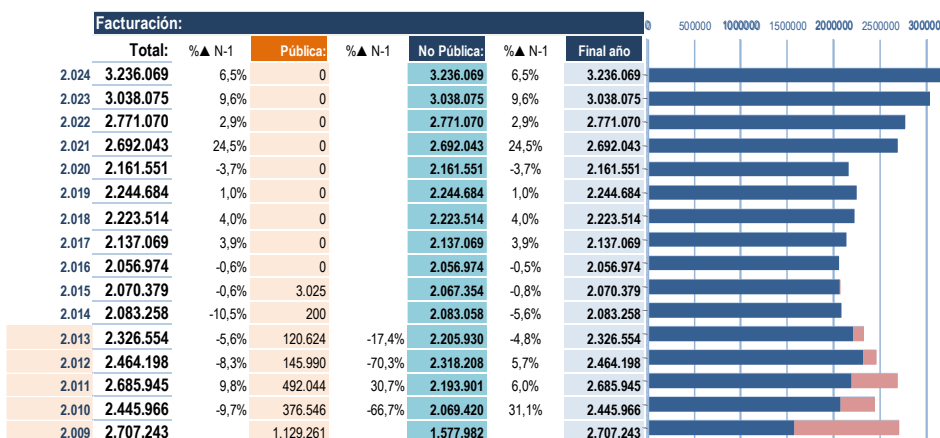 Facturación: 0 500000 1000000 1500000 2000000 2500000 300000
Total: %▲ N-1 Pública: %▲ N-1 No Pública: %▲ N-1 Final año
2.024 3.236.069 6,5% 0 3.236.069 6,5% 3.236.069
2.023 3.038.075 9,6% 0 3.038.075 9,6% 3.038.075
2.022 2.771.070 2,9% 0 2.771.070 2,9% 2.771.070
2.021 2.692.043 24,5% 0 2.692.043 24,5% 2.692.043
2.020 2.161.551 -3,7% 0 2.161.551 -3,7% 2.161.551
2.019 2.244.684 1,0% 0 2.244.684 1,0% 2.244.684
2.018 2.223.514 4,0% 0 2.223.514 4,0% 2.223.514
2.017 2.137.069 3,9% 0 2.137.069 3,9% 2.137.069
2.016 2.056.974 -0,6% 0 2.056.974 -0,5% 2.056.974
2.015 2.070.379 -0,6% 3.025 2.067.354 -0,8% 2.070.379
2.014 2.083.258 -10,5% 200 2.083.058 -5,6% 2.083.258
2.013 2.326.554 -5,6% 120.624 -17,4% 2.205.930 -4,8% 2.326.554
2.012 2.464.198 -8,3% 145.990 -70,3% 2.318.208 5,7% 2.464.198
2.011 2.685.945 9,8% 492.044 30,7% 2.193.901 6,0% 2.685.945
2.010 2.445.966 -9,7% 376.546 -66,7% 2.069.420 31,1% 2.445.966
2.009 2.707.243 1.129.261 1.577.982 2.707.243